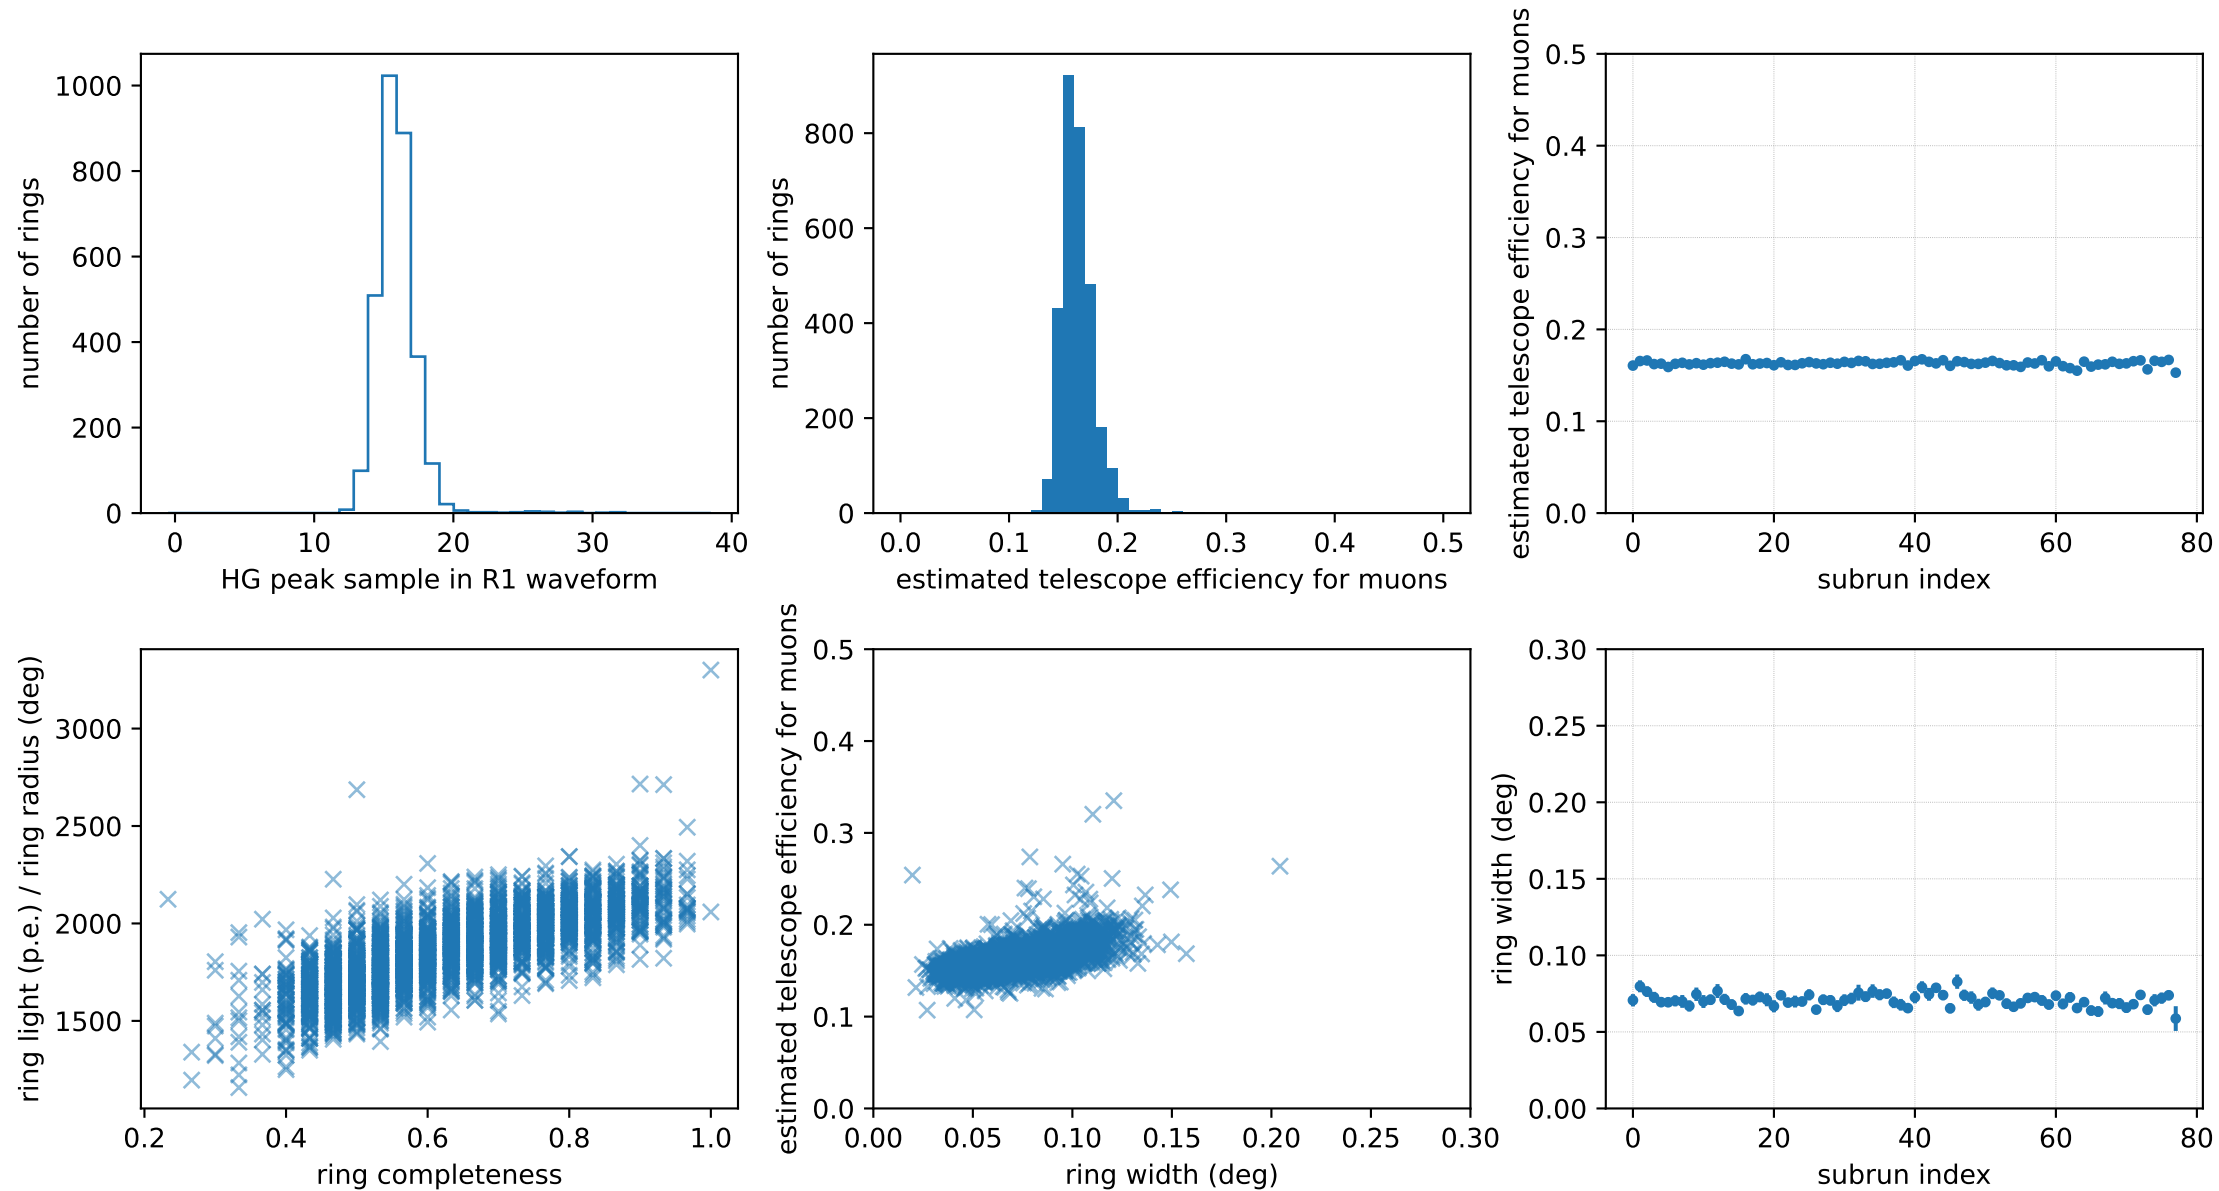 number of rings
1000
800
600
400
200
0
0 10 20 30 40
HG peak sample in R1 waveform
number of rings
800
600
400
200
0
0.0 0.1 0.2 0.3 0.4 0.5
estimated telescope efficiency for muons
estimated telescope efficiency for muons
0.5
0.4
0.3
0.2
0.1
0.0
0 20 40 60 80
subrun index
ring light (p.e.) / ring radius (deg)
3000
2500
2000
1500
0.2 0.4 0.6 0.8 1.0
ring completeness
estimated telescope efficiency for muons
0.5
0.4
0.3
0.2
0.1
0.0
0.00 0.05 0.10 0.15 0.20 0.25 0.30
ring width (deg)
ring width (deg)
0.30
0.25
0.20
0.15
0.10
0.05
0.00
0 20 40 60 80
subrun index